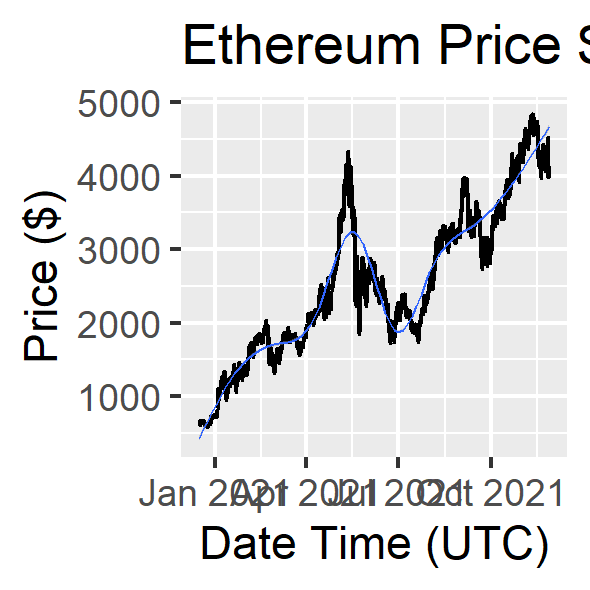 Ethereum Price
Price ($)
5000
4000
3000
2000
1000
Jan 2021 Apr 2021 Jul 2021 Oct 2021
Date Time (UTC)